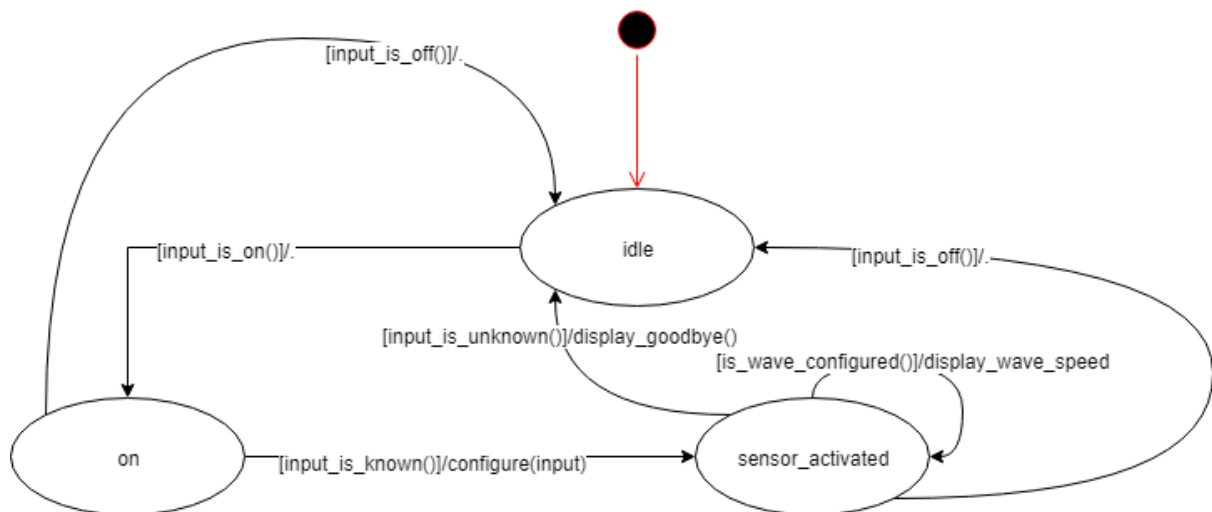 [input_is_off()]/.
[input_is_on()]/.
idle
[input_is_off()]/.
[input_is_unknown()]/display_goodbye()
[is_wave_configured()]/display_wave_speed
on
[input_is_known()]/configure(input)
sensor_activated